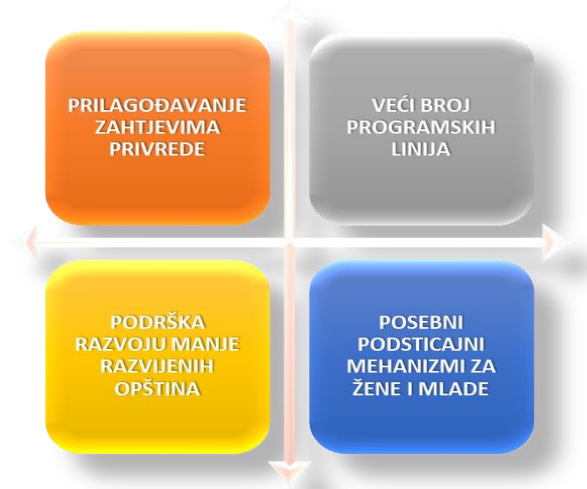 PRILAGOĐAVANJE
ZAHTJEVIMA
PRIVREDE
VEĆI BROJ
PROGRAMSKIH
LINIJA
PODRŠKA
RAZVOJU MANJE
RAZVIJENIH
OPŠTINA
POSEBNI
PODSTICAJNI
MEHANIZMI ZA
ŽENE I MLADE